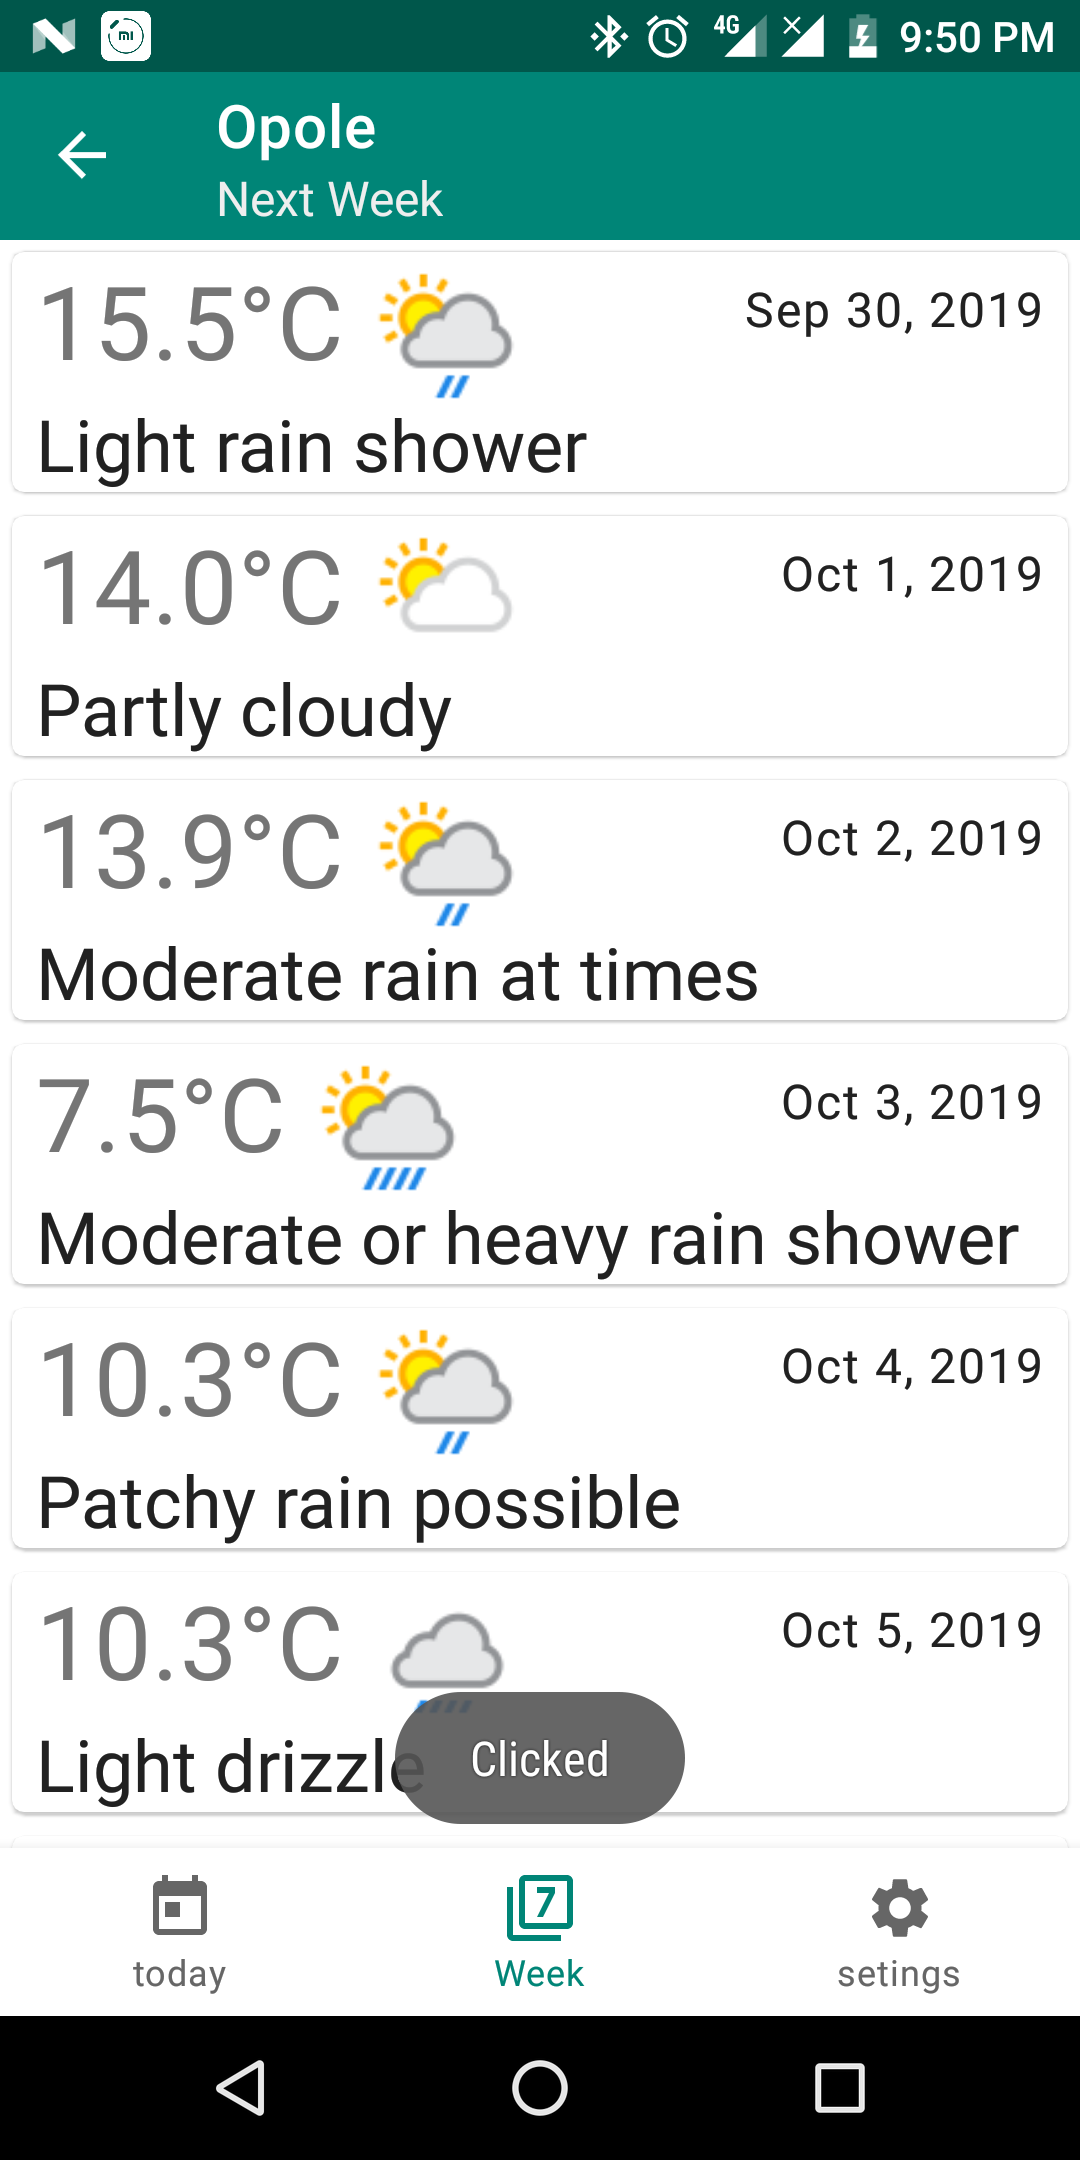 4G 9:50 PM
Opole
Next Week
15.5°C Sep 30, 2019
Light rain shower
14.0°C Oct 1, 2019
Partly cloudy
13.9°C Oct 2, 2019
Moderate rain at times
7.5°C Oct 3, 2019
Moderate or heavy rain shower
10.3°C Oct 4, 2019
Patchy rain possible
10.3°C Oct 5, 2019
Light drizzle
Clicked
7
today Week setings